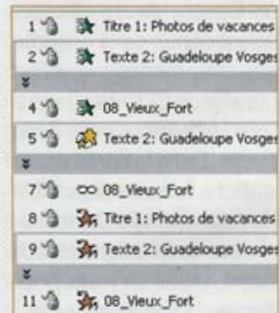 1 Titre 1: Photos de vacances
2 Texte 2: Guadeloupe Vosges
4 08_Vieux_Fort
5 Texte 2: Guadeloupe Vosges
7 08_Vieux_Fort
8 Titre 1: Photos de vacances
9 Texte 2: Guadeloupe Vosges
11 08_Vieux_Fort